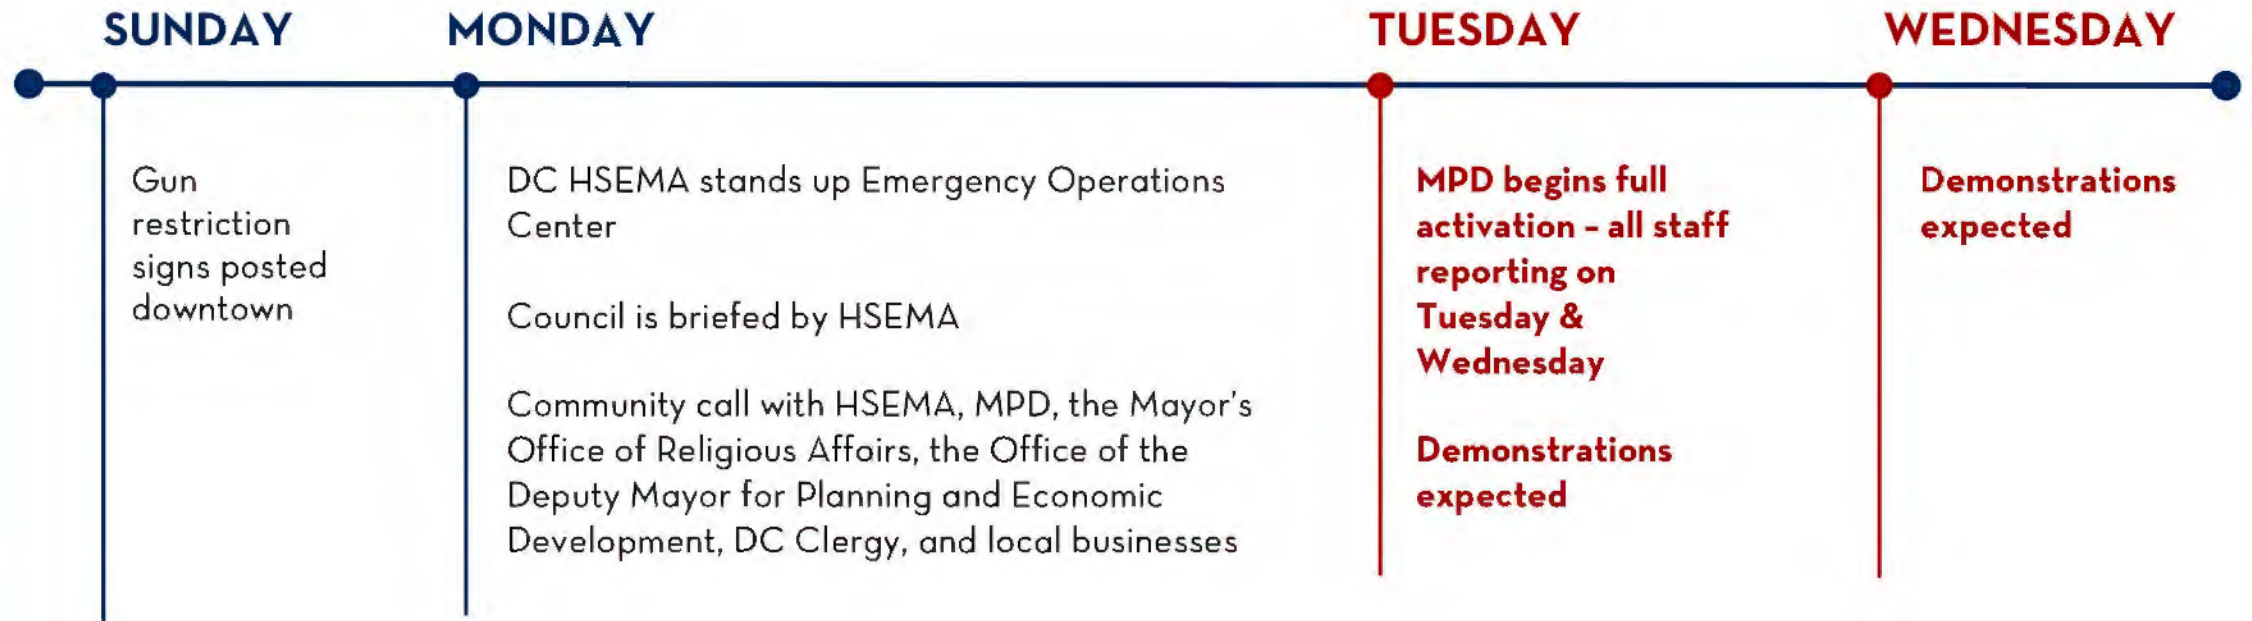 SUNDAY
MONDAY
TUESDAY
WEDNESDAY
Gun
restriction
signs posted
downtown
DC HSEMA stands up Emergency Operations
Center
Council is briefed by HSEMA
Community call with HSEMA, MPD, the Mayor's
Office of Religious Affairs, the Office of the
Deputy Mayor for Planning and Economic
Development, DC Clergy, and local businesses
MPD begins full
activation – all staff
reporting on
Tuesday &
Wednesday
Demonstrations
expected
Demonstrations
expected